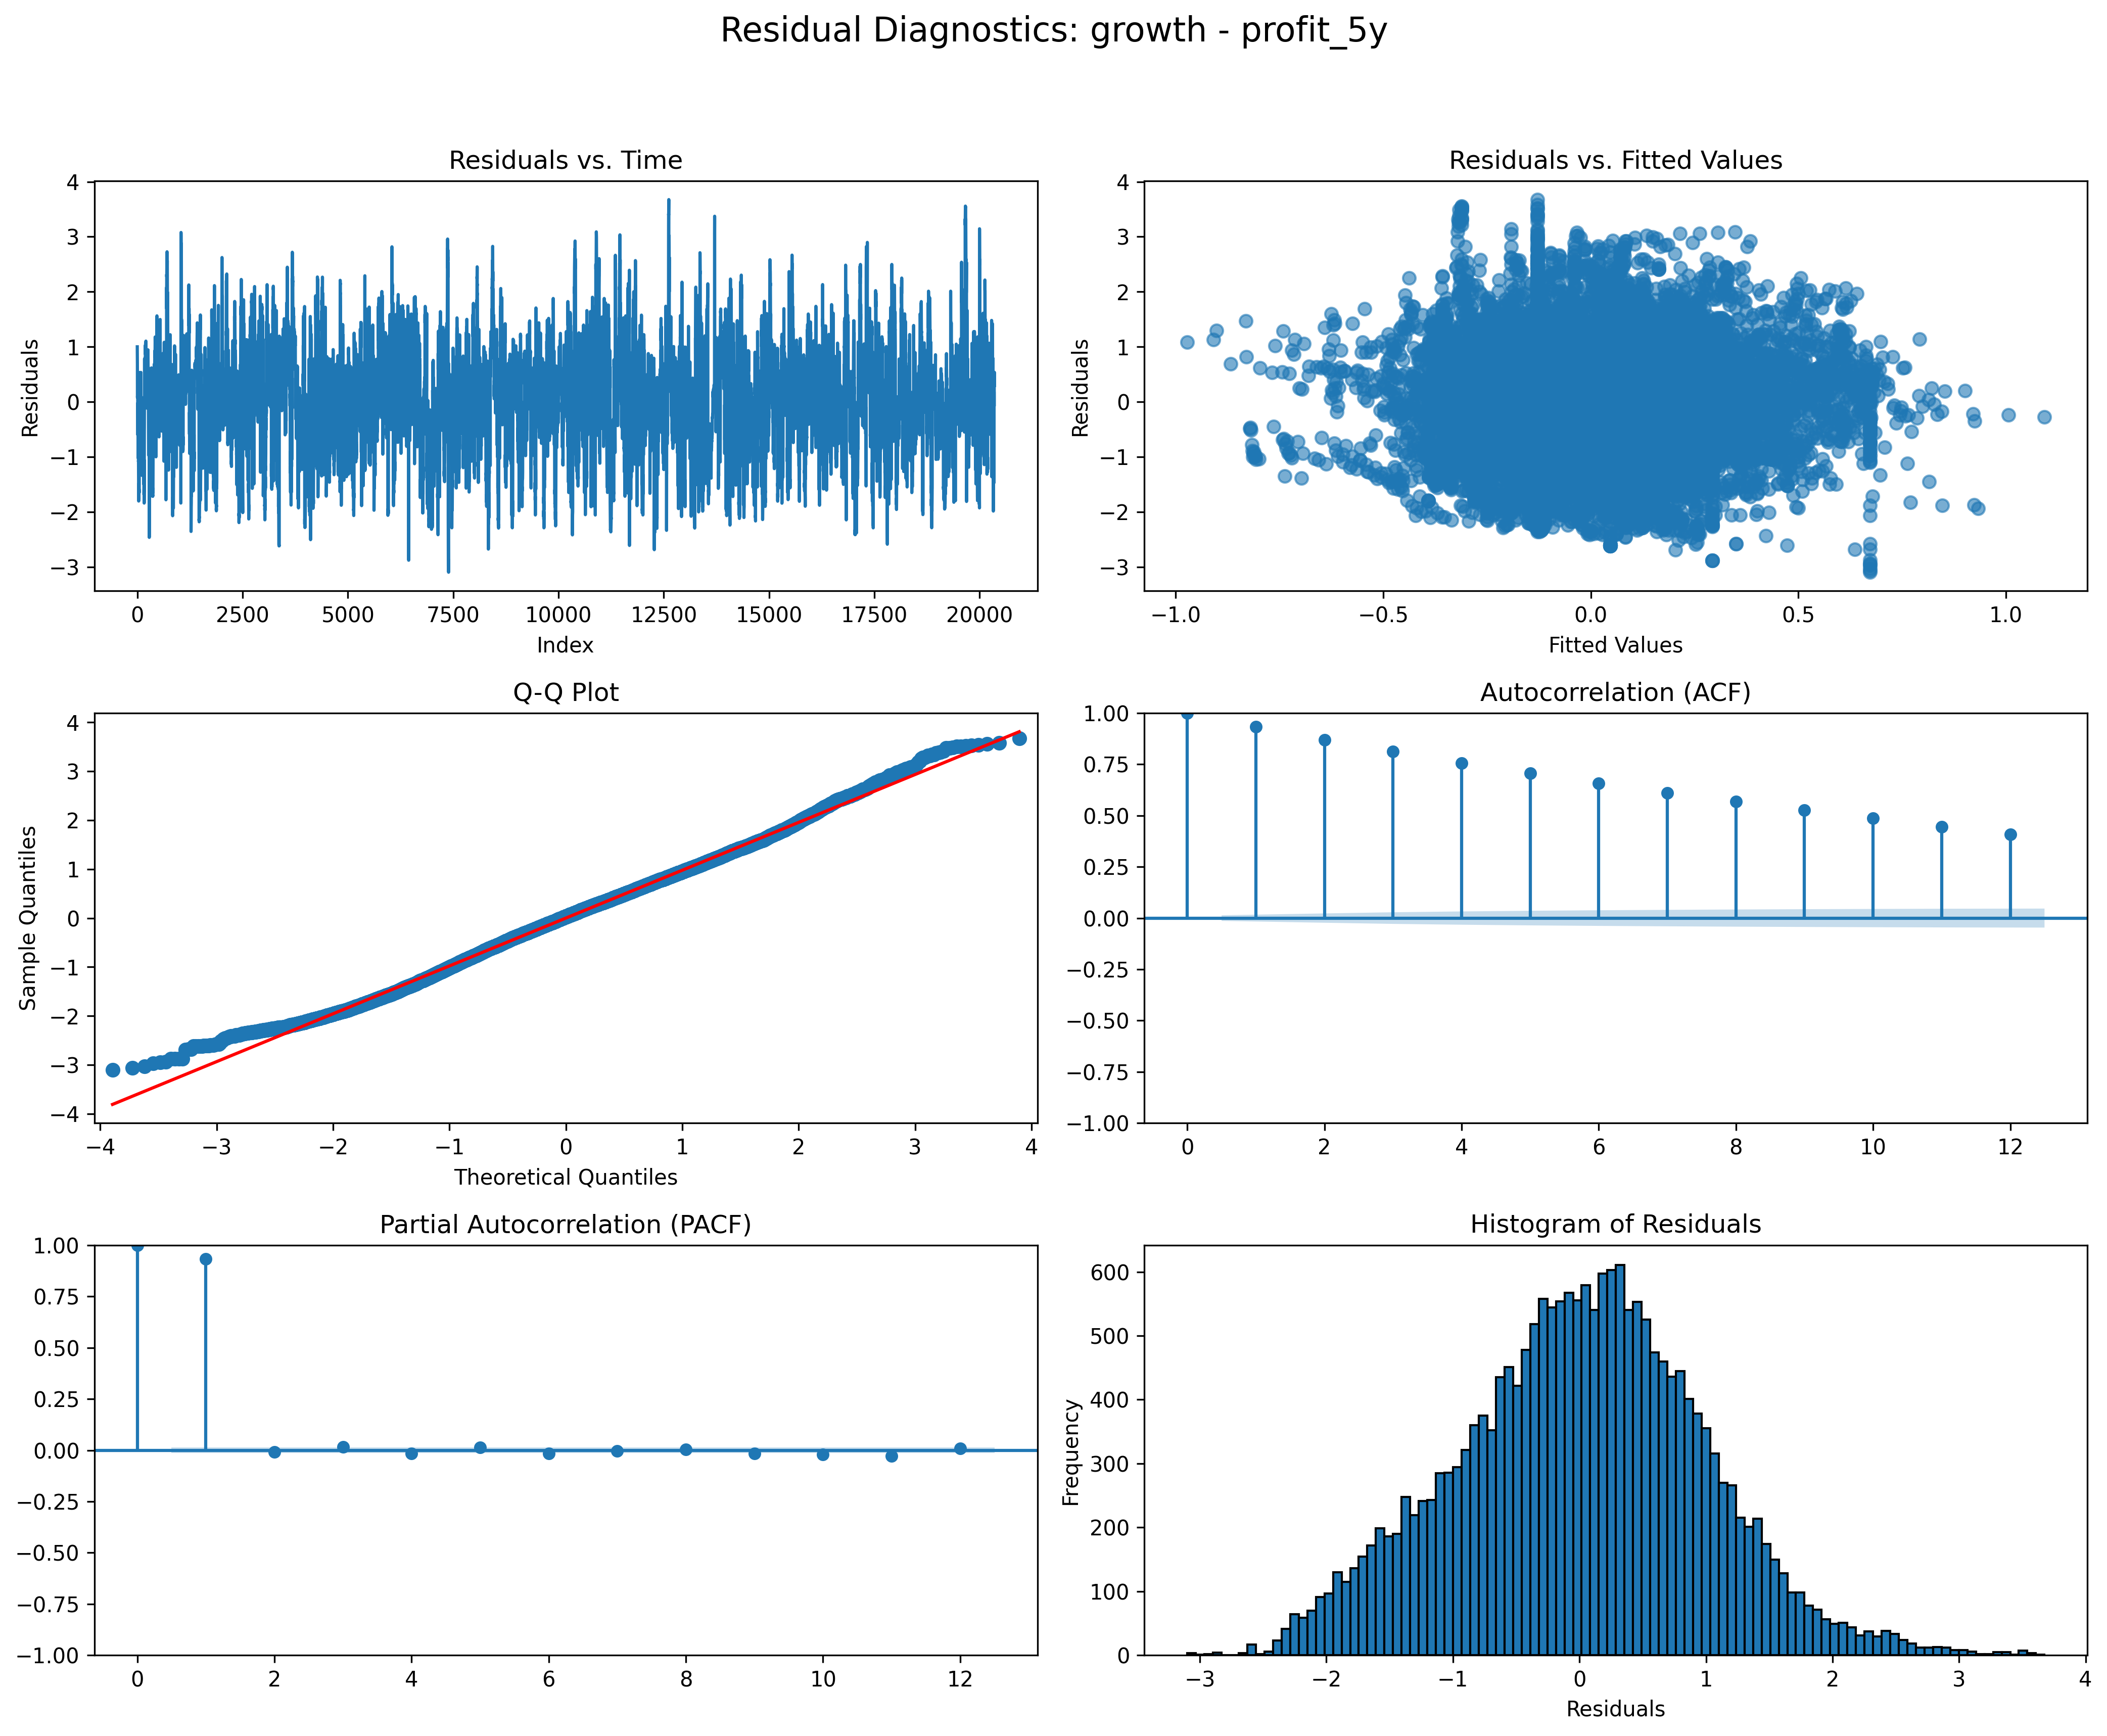 Residual Diagnostics: growth - profit_5y
Residuals vs. Time
4
3
2
1
0
−1
−2
−3
Residuals
0 2500 5000 7500 10000 12500 15000 17500 20000
Index
Residuals vs. Fitted Values
4
3
2
1
0
−1
−2
−3
Residuals
−1.0 −0.5 0.0 0.5 1.0
Fitted Values
Q-Q Plot
4
3
2
1
0
−1
−2
−3
−4
Sample Quantiles
−4 −3 −2 −1 0 1 2 3 4
Theoretical Quantiles
Autocorrelation (ACF)
1.00
0.75
0.50
0.25
0.00
−0.25
−0.50
−0.75
−1.00
0 2 4 6 8 10 12
Partial Autocorrelation (PACF)
1.00
0.75
0.50
0.25
0.00
−0.25
−0.50
−0.75
−1.00
0 2 4 6 8 10 12
Histogram of Residuals
600
500
400
300
200
100
0
Frequency
−3 −2 −1 0 1 2 3 4
Residuals